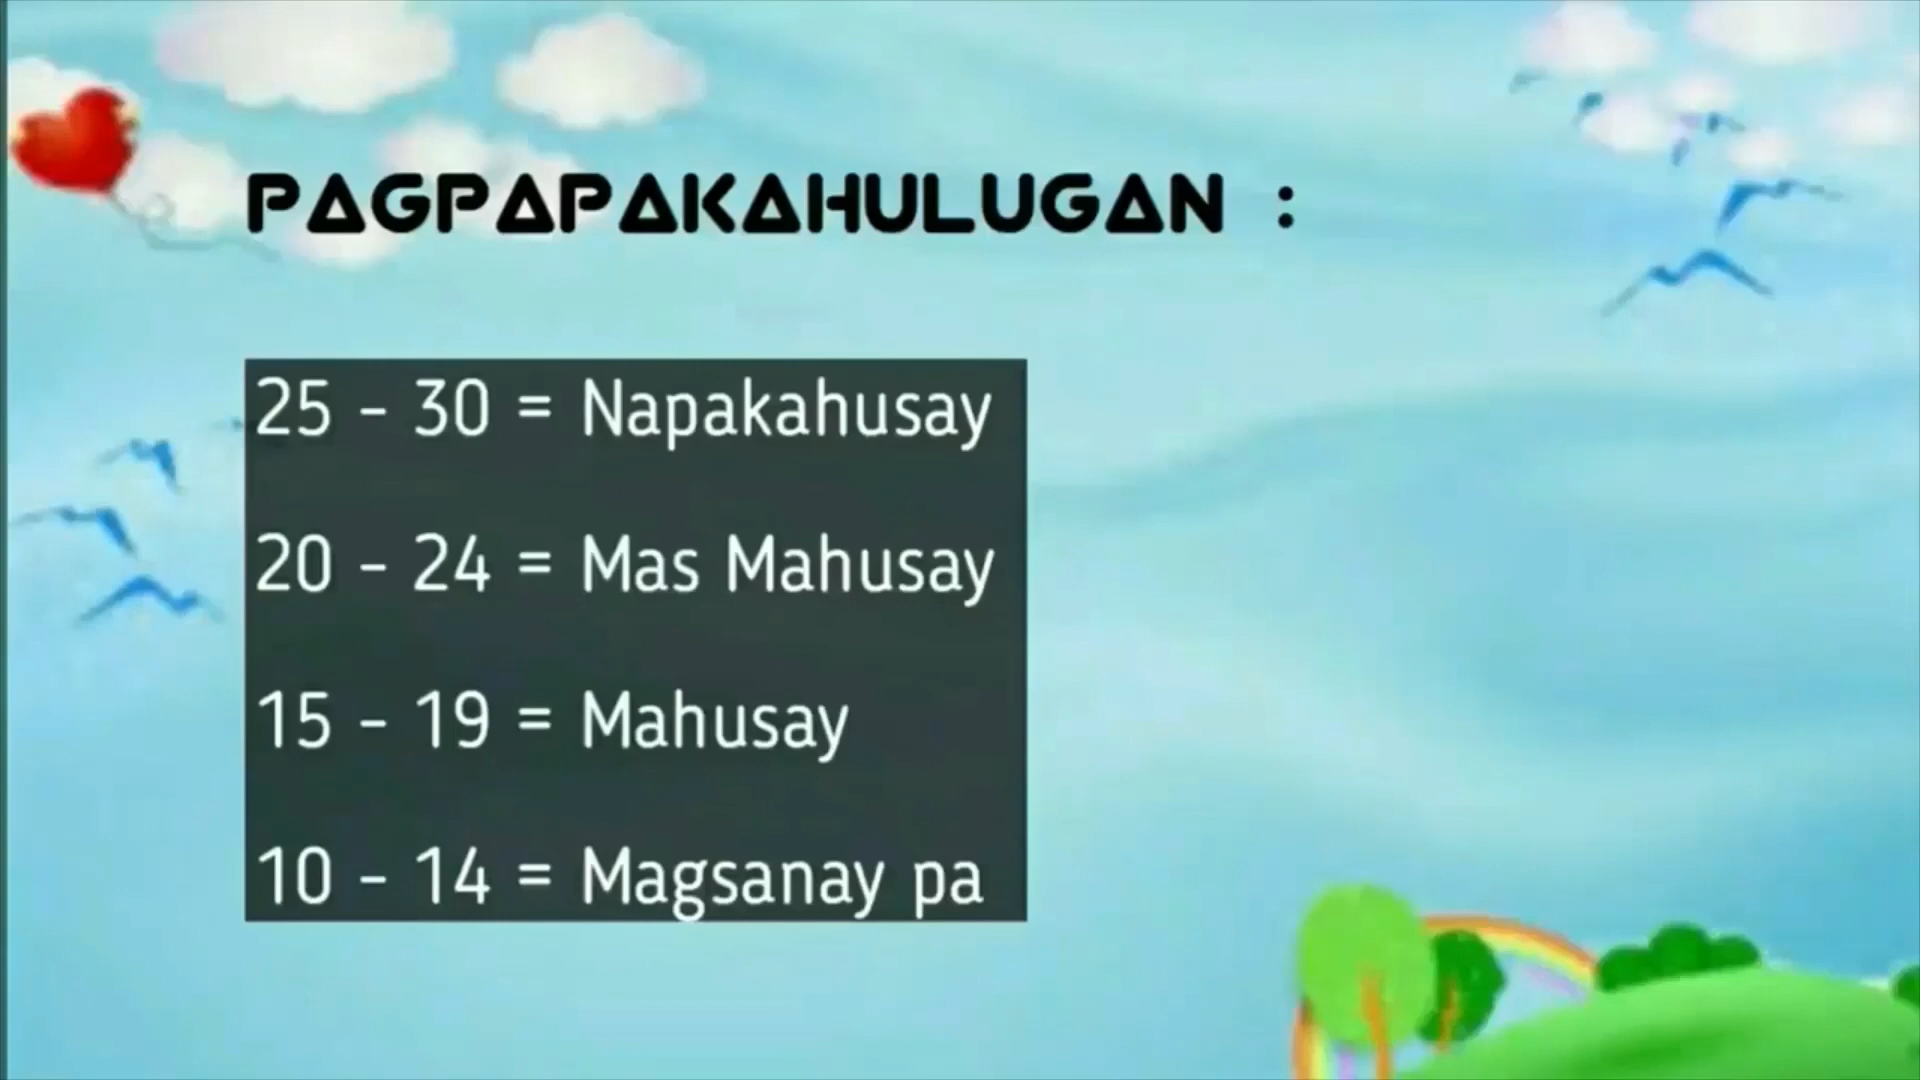 PAGPAPAKAHULUGAN :
25 - 30 = Napakahusay
20 - 24 = Mas Mahusay
15 - 19 = Mahusay
10 - 14 = Magsanay pa